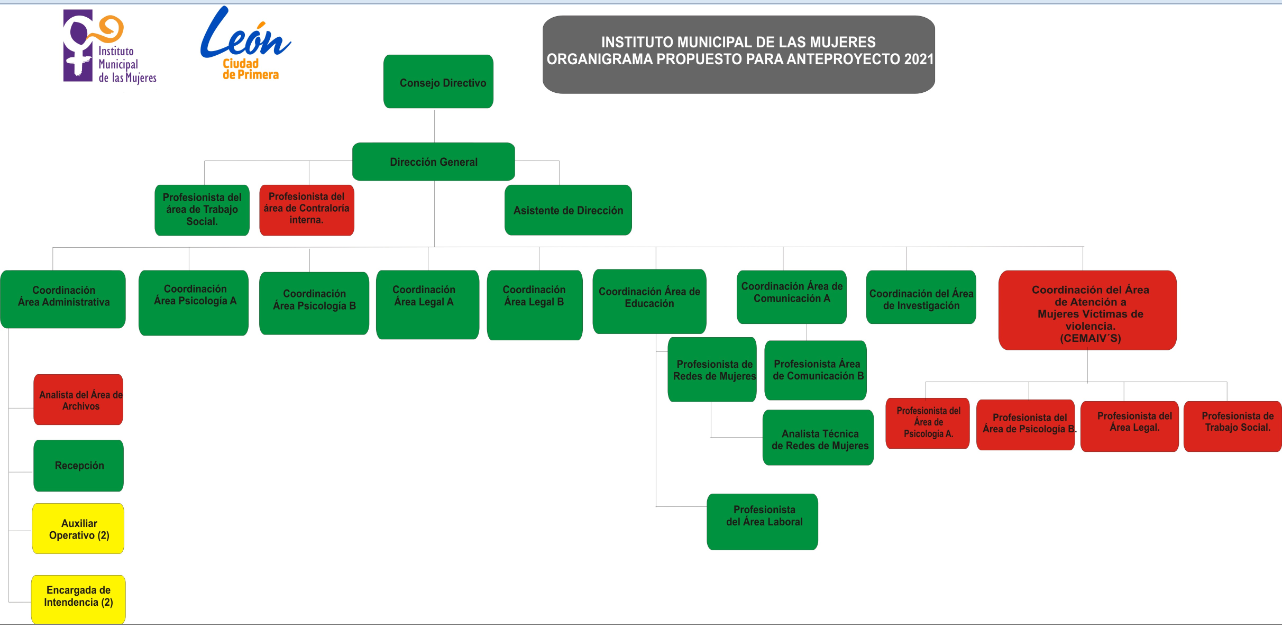 Instituto
Municipal
de las Mujeres
León
Ciudad
de Primera
INSTITUTO MUNICIPAL DE LAS MUJERES
ORGANIGRAMA PROPUESTO PARA ANTEPROYECTO 2021
Consejo Directivo
Dirección General
Profesionista del
área de Trabajo
Social.
Profesionista del
área de Contraloría
interna.
Asistente de Dirección
Coordinación
Área Administrativa
Coordinación
Área Psicología A
Coordinación
Área Psicología B
Coordinación
Área Legal A
Coordinación
Área Legal B
Coordinación Área de
Educación
Coordinación Área de
Comunicación A
Coordinación del Área
de Investigación
Coordinación del Área
de Atención a
Mujeres Víctimas de
violencia.
(CEMAIV´S)
Profesionista de
Redes de Mujeres
Profesionista Área
de Comunicación B
Analista del Área de
Archivos
Profesionista del
Área de
Psicología A.
Profesionista del
Área de Psicología B.
Profesionista del
Área Legal.
Profesionista de
Trabajo Social.
Analista Técnica
de Redes de Mujeres
Recepción
Profesionista
del Área Laboral
Auxiliar
Operativo (2)
Encargada de
Intendencia (2)